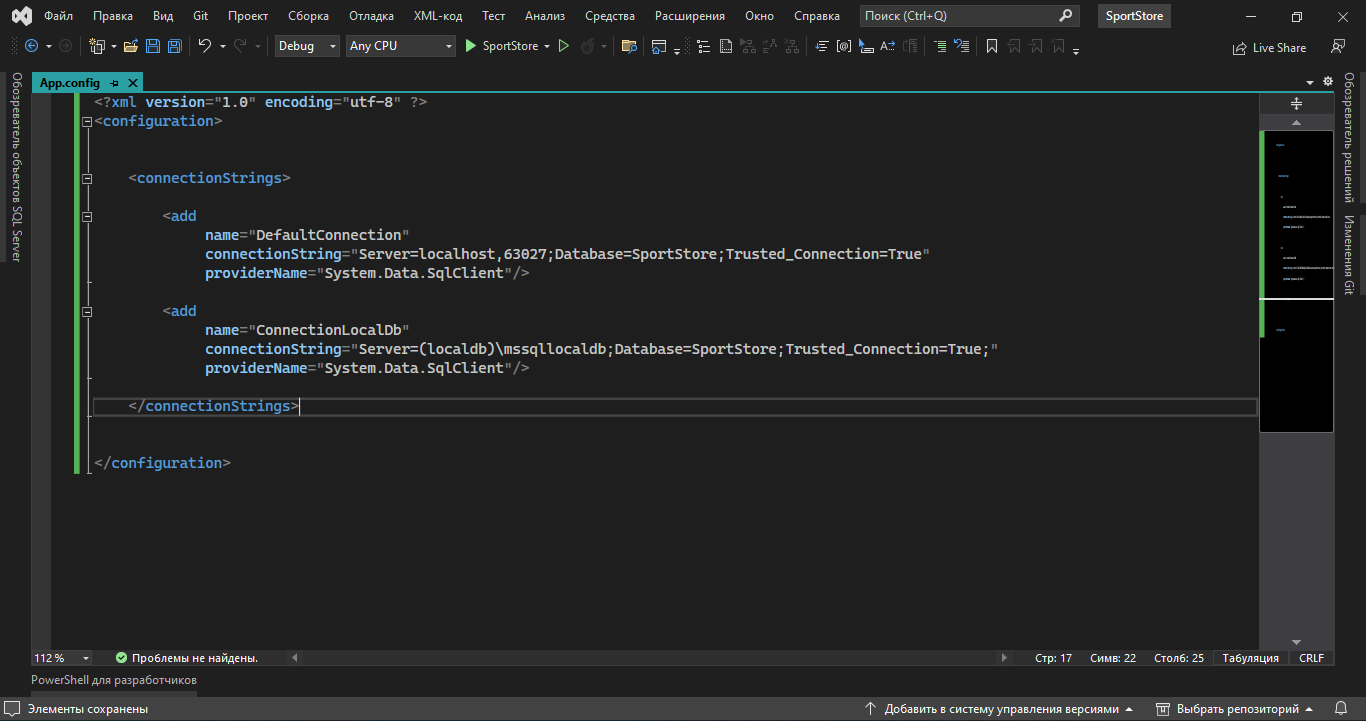 Файл Правка Вид Git Проект Сборка Отладка XML-код Тест Анализ Средства Расширения Окно Справка Поиск (Ctrl+Q) SportStore
Debug Any CPU SportStore Live Share
Обозреватель объектов SQL Server
App.config
<?xml version="1.0" encoding="utf-8" ?>
<configuration>
<connectionStrings>
<add
name="DefaultConnection"
connectionString="Server=localhost,63027;Database=SportStore;Trusted_Connection=True"
providerName="System.Data.SqlClient"/>
<add
name="ConnectionLocalDb"
connectionString="Server=(localdb)\mssqllocaldb;Database=SportStore;Trusted_Connection=True;"
providerName="System.Data.SqlClient"/>
</connectionStrings>
</configuration>
Обозреватель решений
Изменения Git
112 % Проблемы не найдены. Стр: 17 Симв: 22 Столб: 25 Табуляция CRLF
PowerShell для разработчиков
Элементы сохранены Добавить в систему управления версиями Выбрать репозиторий